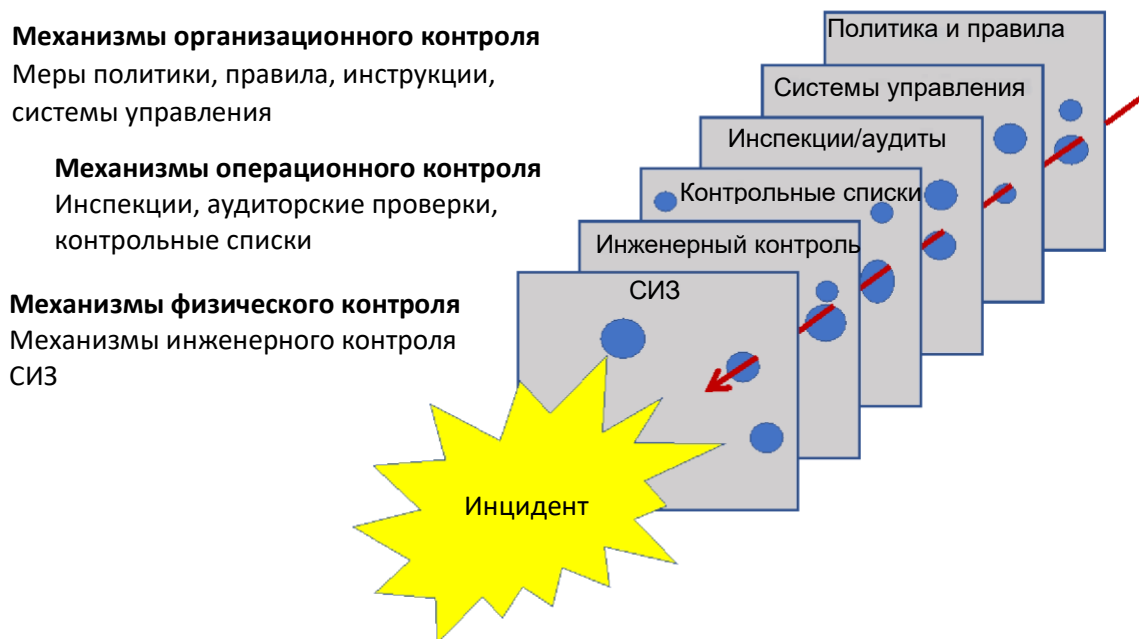 Механизмы организационного контроля
Меры политики, правила, инструкции,
системы управления
Механизмы операционного контроля
Инспекции, аудиторские проверки,
контрольные списки
Механизмы физического контроля
Механизмы инженерного контроля
СИЗ
Политика и правила
Системы управления
Инспекции/аудиты
Контрольные списки
Инженерный контроль
СИЗ
Инцидент